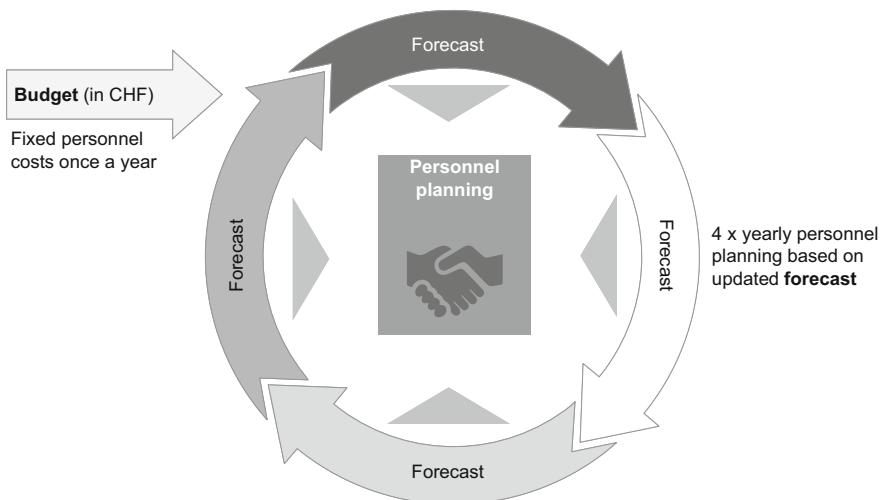 Forecast
Budget (in CHF)
Fixed personnel
costs once a year
Personnel
planning
Forecast
Forecast
4 x yearly personnel
planning based on
updated forecast
Forecast